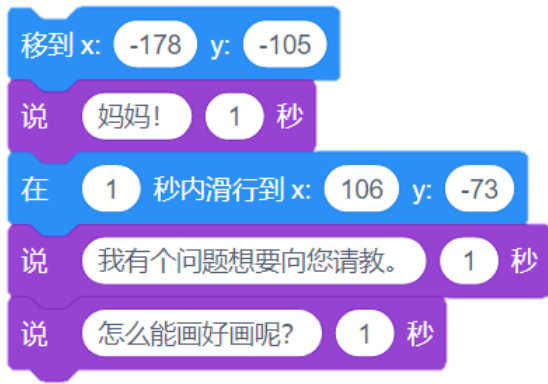 移到 x: -178 y: -105
说 妈妈！ 1 秒
在 1 秒内滑行到 x: 106 y: -73
说 我有个问题想要向您请教。 1 秒
说 怎么能画好画呢？ 1 秒